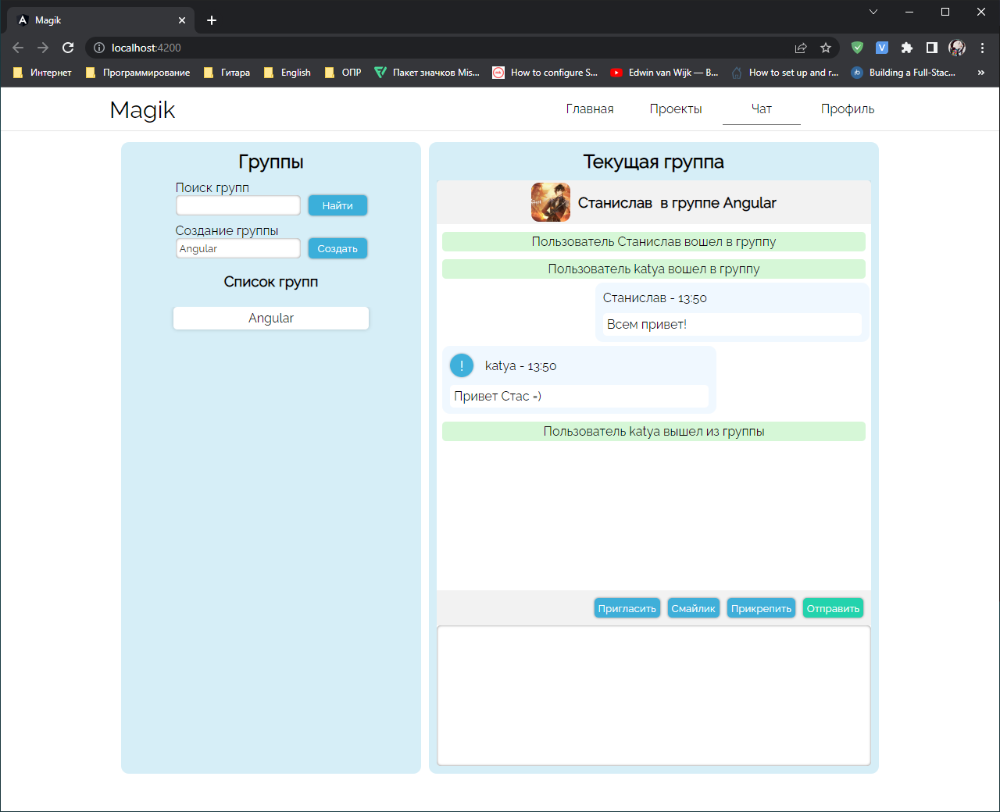 Magik
localhost:4200
Интернет Программирование Гитара English ОПР Пакет значков Mis... How to configure S... Edwin van Wijk — B... How to set up and r... Building a Full-Stac... »
Magik Главная Проекты Чат Профиль
Группы
Поиск групп
Найти
Создание группы
Angular Создать
Список групп
Angular
Текущая группа
Станислав в группе Angular
Пользователь Станислав вошел в группу
Пользователь katya вошел в группу
Станислав - 13:50
Всем привет!
! katya - 13:50
Привет Стас =)
Пользователь katya вышел из группы
Пригласить Смайлик Прикрепить Отправить